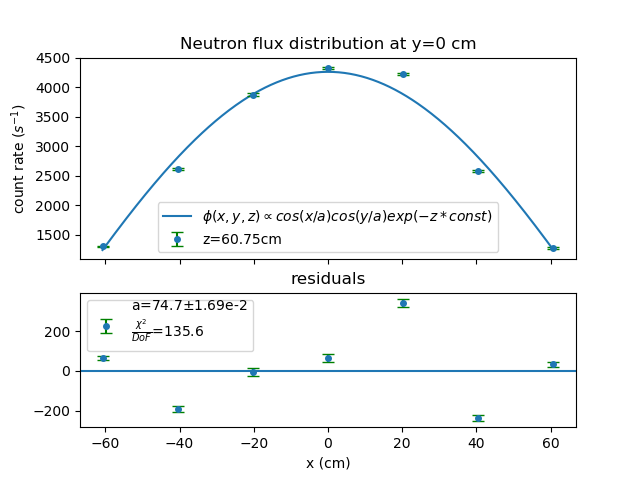 Neutron flux distribution at y=0 cm
4500
4000
3500
3000
2500
2000
1500
count rate (s⁻¹)
ϕ(x, y, z) ∝ cos(x/a)cos(y/a)exp(−z * const)
z=60.75cm
residuals
a=74.7±1.69e-2
χ²/DoF=135.6
200
0
−200
−60 −40 −20 0 20 40 60
x (cm)